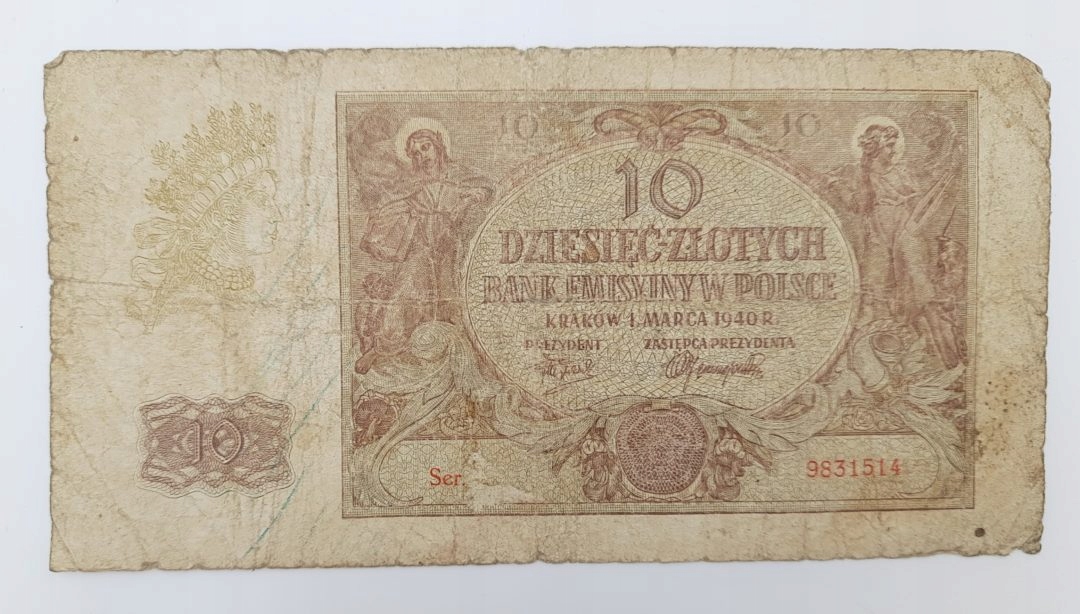 10 10
10
DZIESIĘĆ-ZŁOTYCH
BANK EMISYJNY W POLSCE
KRAKÓW 1. MARCA 1940 R.
PREZYDENT ZASTĘPCA PREZYDENTA
10
Ser. 9831514